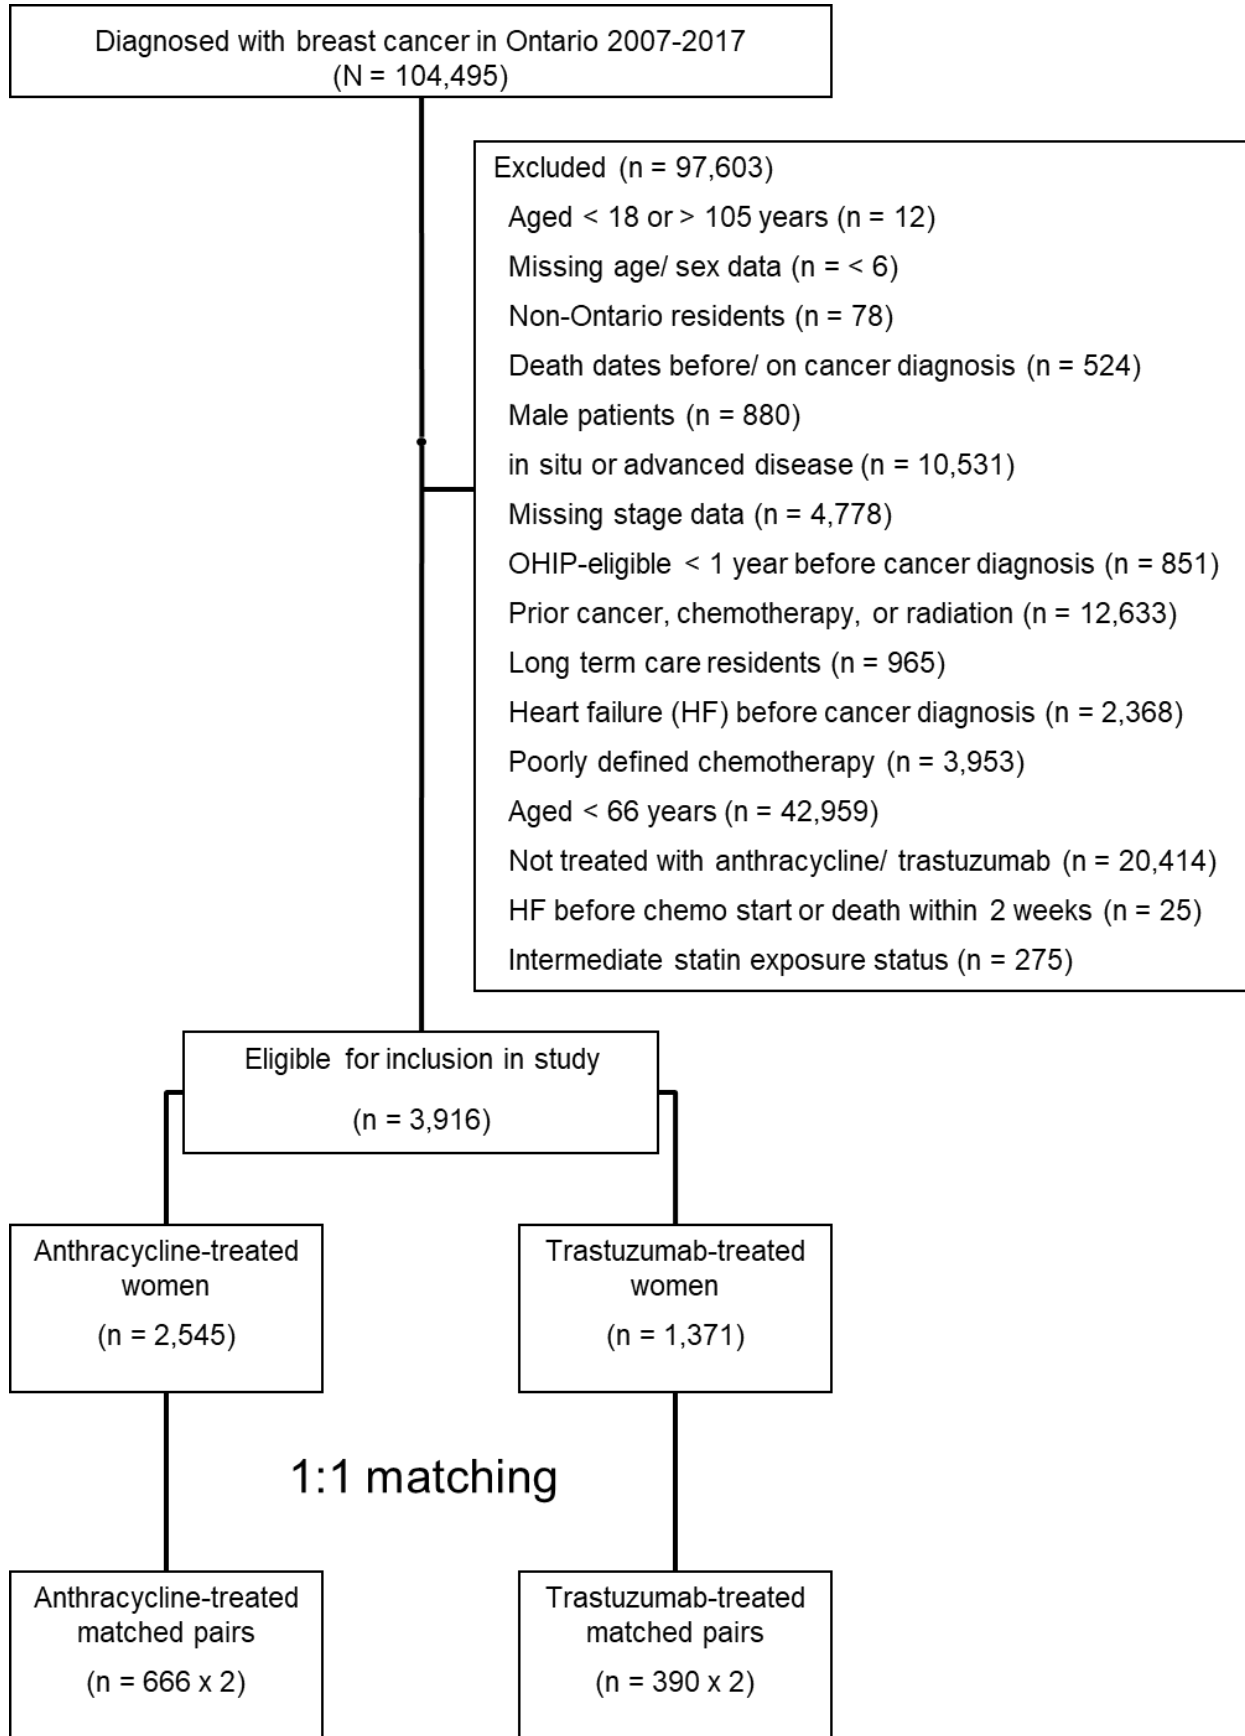 Diagnosed with breast cancer in Ontario 2007-2017
(N = 104,495)
Excluded (n = 97,603)
Aged < 18 or > 105 years (n = 12)
Missing age/ sex data (n = < 6)
Non-Ontario residents (n = 78)
Death dates before/ on cancer diagnosis (n = 524)
Male patients (n = 880)
in situ or advanced disease (n = 10,531)
Missing stage data (n = 4,778)
OHIP-eligible < 1 year before cancer diagnosis (n = 851)
Prior cancer, chemotherapy, or radiation (n = 12,633)
Long term care residents (n = 965)
Heart failure (HF) before cancer diagnosis (n = 2,368)
Poorly defined chemotherapy (n = 3,953)
Aged < 66 years (n = 42,959)
Not treated with anthracycline/ trastuzumab (n = 20,414)
HF before chemo start or death within 2 weeks (n = 25)
Intermediate statin exposure status (n = 275)
Eligible for inclusion in study
(n = 3,916)
Anthracycline-treated
women
(n = 2,545)
Trastuzumab-treated
women
(n = 1,371)
1:1 matching
Anthracycline-treated
matched pairs
(n = 666 x 2)
Trastuzumab-treated
matched pairs
(n = 390 x 2)